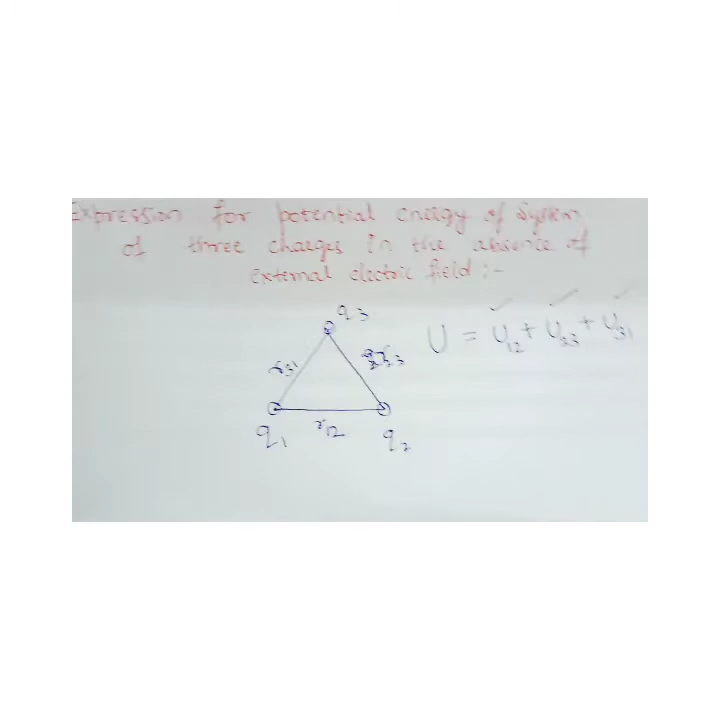 Expression for potential energy of System
of three charges in the absence of
external electric field :-
q3
U = U12 + U23 + U31
r31
r12
q1
q2